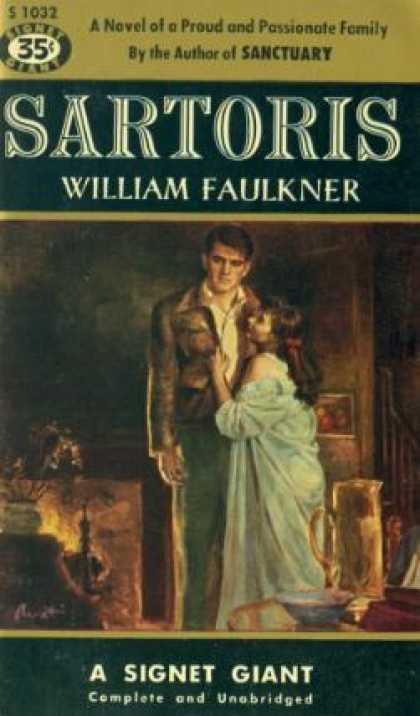 S 1032
SIGNET
35¢
GIANT
A Novel of a Proud and Passionate Family
By the Author of SANCTUARY
SARTORIS
WILLIAM FAULKNER
A SIGNET GIANT
Complete and Unabridged